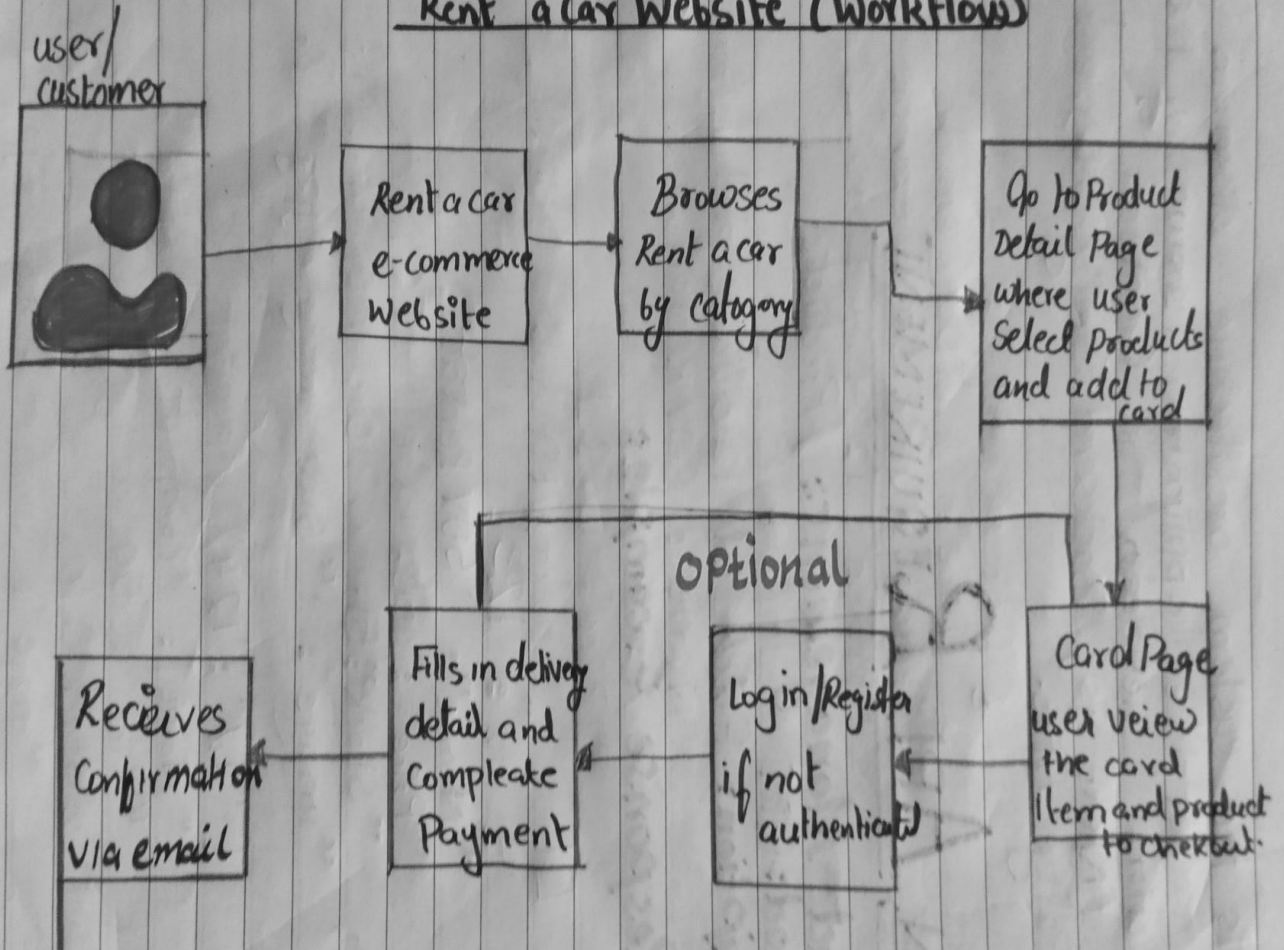 Rent a Car Website (Workflow)
user/
customer
Rent a car
e-commerce
Website
Browses
Rent a car
by catogory
Go to Product
Detail Page
where user
Select Products
and add to
card
optional
Card Page
user veiew
the card
Item and product
to chekout.
Login/Register
if not
authenticated
Fills in delivery
detail and
Compleate
Payment
Receives
Confirmation
via email